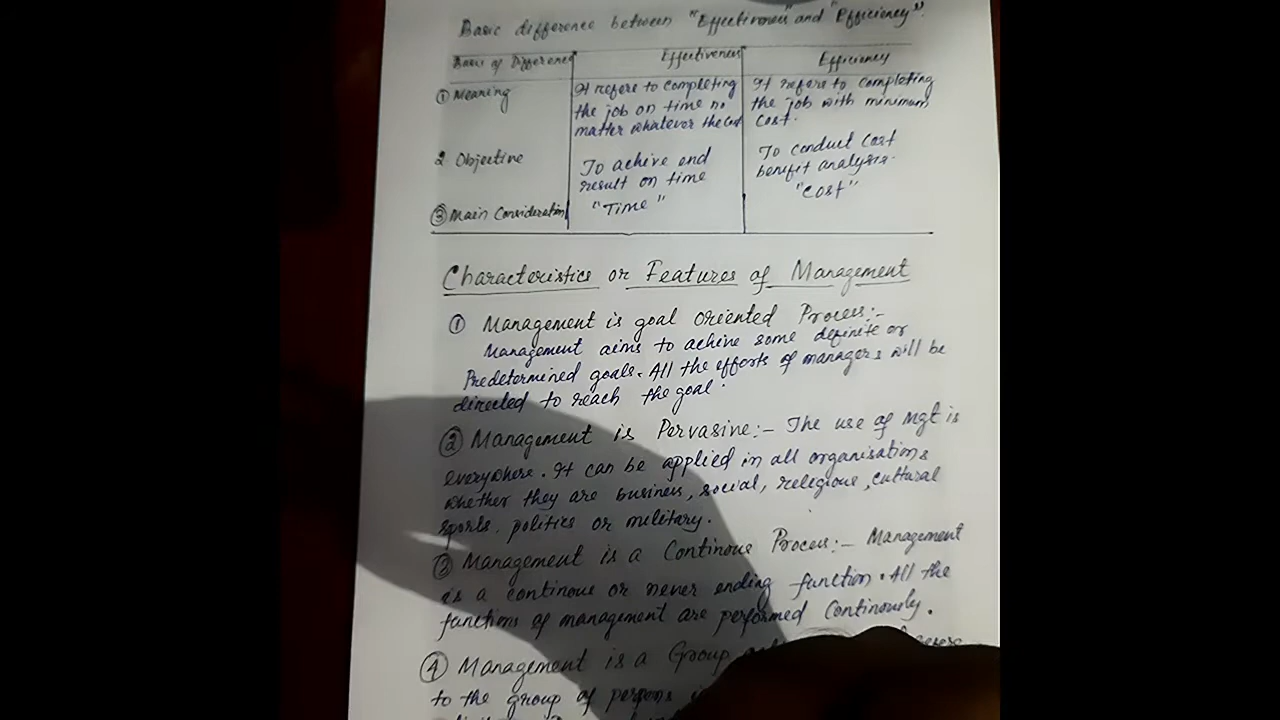 Basic difference between "Effectiveness" and "Efficiency".
Basis of Difference Effectiveness Efficiency
① Meaning
It refere to completing
the job on time no
matter whatever the cost
It refere to completing
the job with minimum
cost.
2 Objective
To achive end
result on time
To conduct cost
benefit analysis.
③ Main Consideration
"Time"
"Cost"
Characteristics or Features of Management
① Management is goal oriented Process:-
Management aims to achive some definite or
Predetermined goals. All the efforts of managers will be
directed to reach the goal.
② Management is Pervasive:- The use of mgt is
everywhere. It can be applied in all organisations
whether they are business, social, religious, cultural
sports, politics or military.
③ Management is a Continous Process:- Management
is a continous or never ending function. All the
functions of management are performed Continously.
④ Management is a Group
to the group of persons